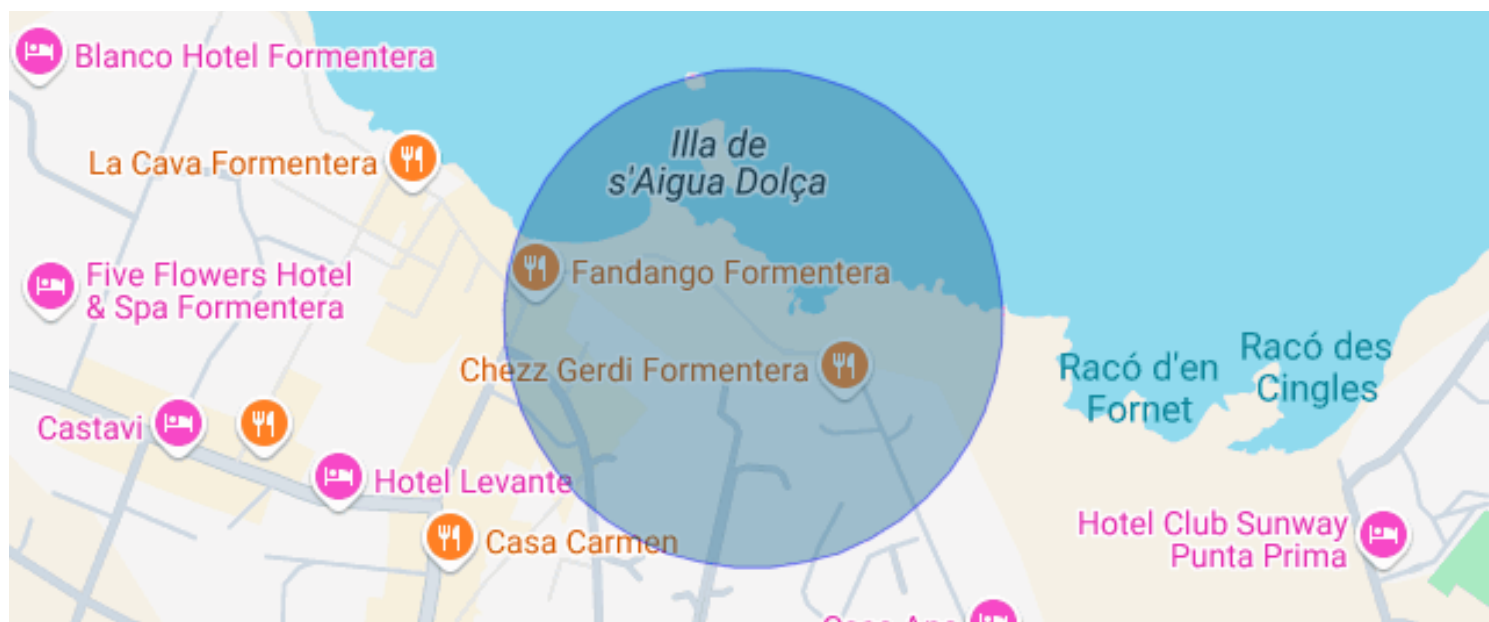 Blanco Hotel Formentera
Illa de
s'Aigua Dolça
La Cava Formentera
Five Flowers Hotel
& Spa Formentera
Fandango Formentera
Chezz Gerdi Formentera
Racó d'en
Fornet
Racó des
Cingles
Castavi
Hotel Levante
Casa Carmen
Hotel Club Sunway
Punta Prima